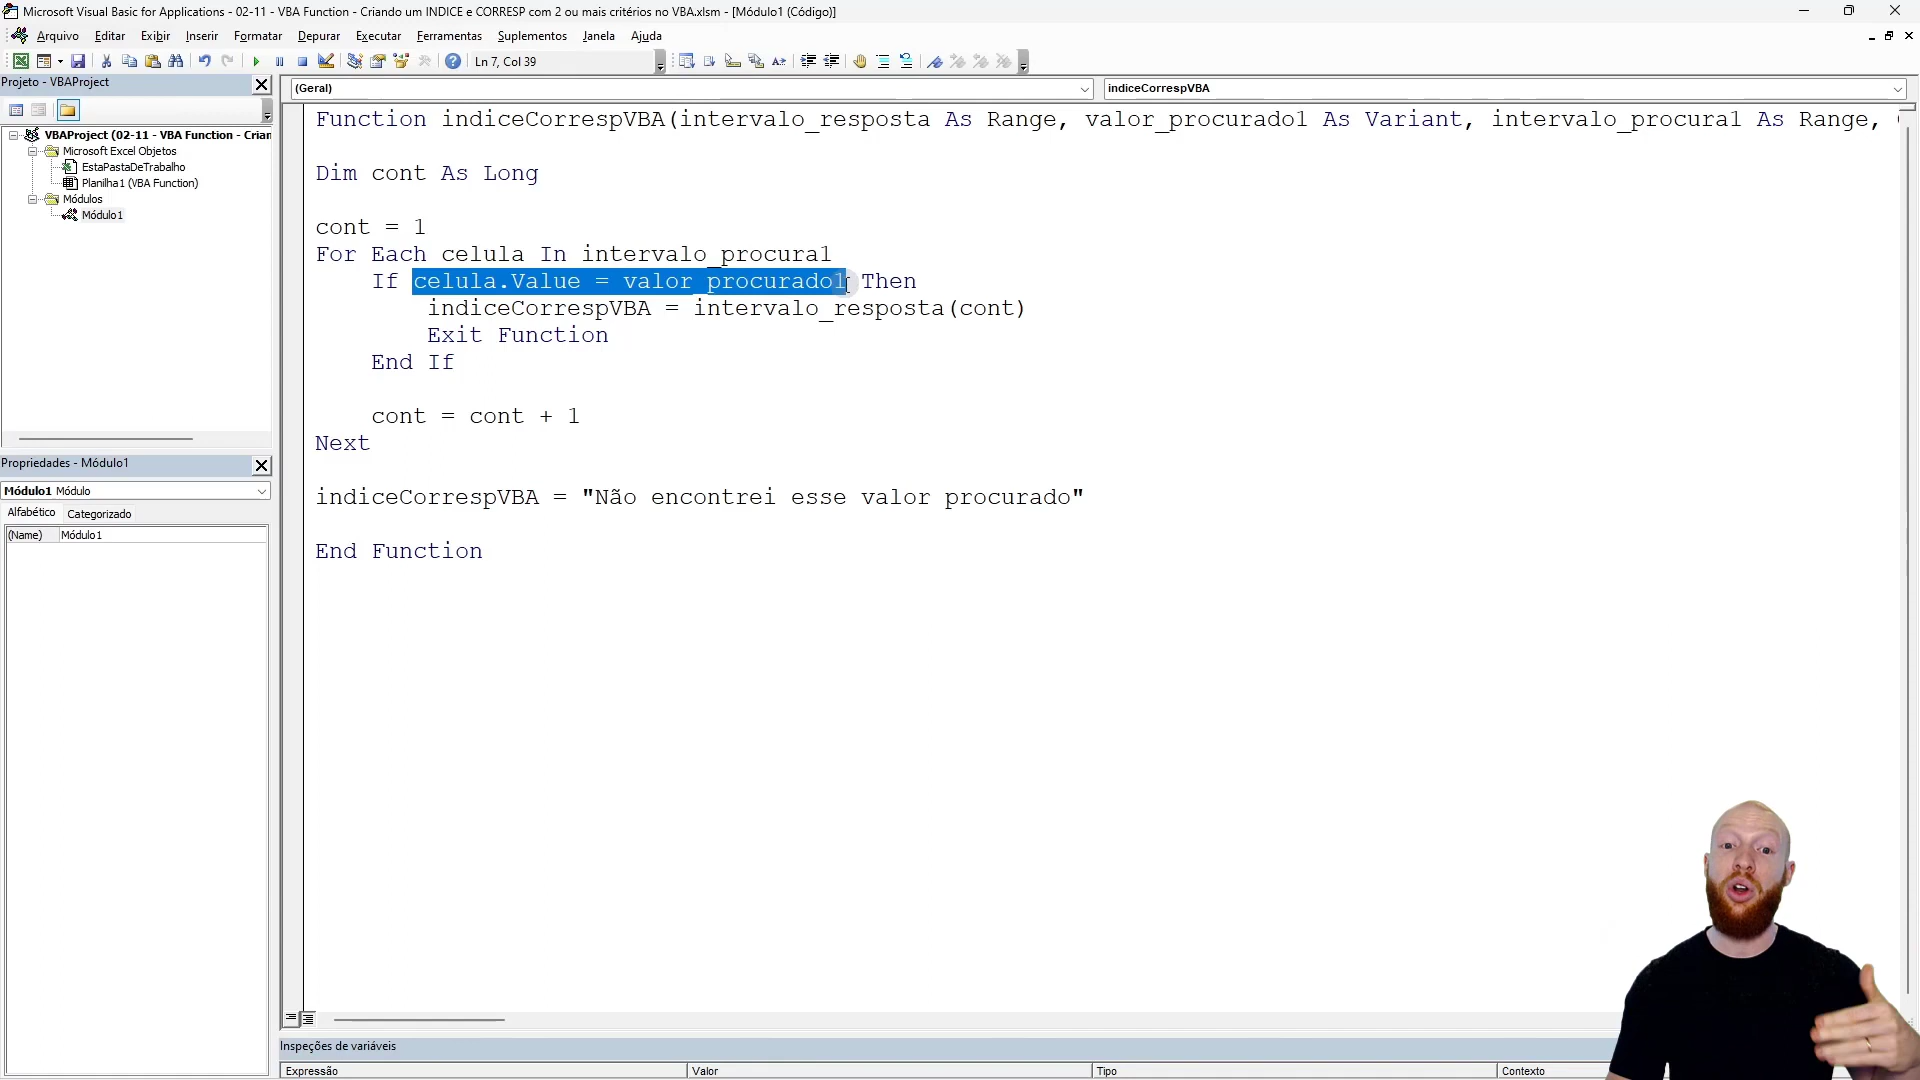 Microsoft Visual Basic for Applications - 02-11 - VBA Function - Criando um INDICE e CORRESP com 2 ou mais critérios no VBA.xlsm - [Módulo1 (Código)]
Arquivo Editar Exibir Inserir Formatar Depurar Executar Ferramentas Suplementos Janela Ajuda
Ln 7, Col 39
Projeto - VBAProject
(Geral) indiceCorrespVBA
VBAProject (02-11 - VBA Function - Crian
Microsoft Excel Objetos
EstaPastaDeTrabalho
Planilha1 (VBA Function)
Módulos
Módulo1
Function indiceCorrespVBA(intervalo_resposta As Range, valor_procurado1 As Variant, intervalo_procura1 As Range,
Dim cont As Long
cont = 1
For Each celula In intervalo_procura1
If celula.Value = valor_procurado1 Then
indiceCorrespVBA = intervalo_resposta(cont)
Exit Function
End If
cont = cont + 1
Next
indiceCorrespVBA = "Não encontrei esse valor procurado"
End Function
Propriedades - Módulo1
Módulo1 Módulo
Alfabético Categorizado
(Name) Módulo1
Inspeções de variáveis
Expressão Valor Tipo Contexto